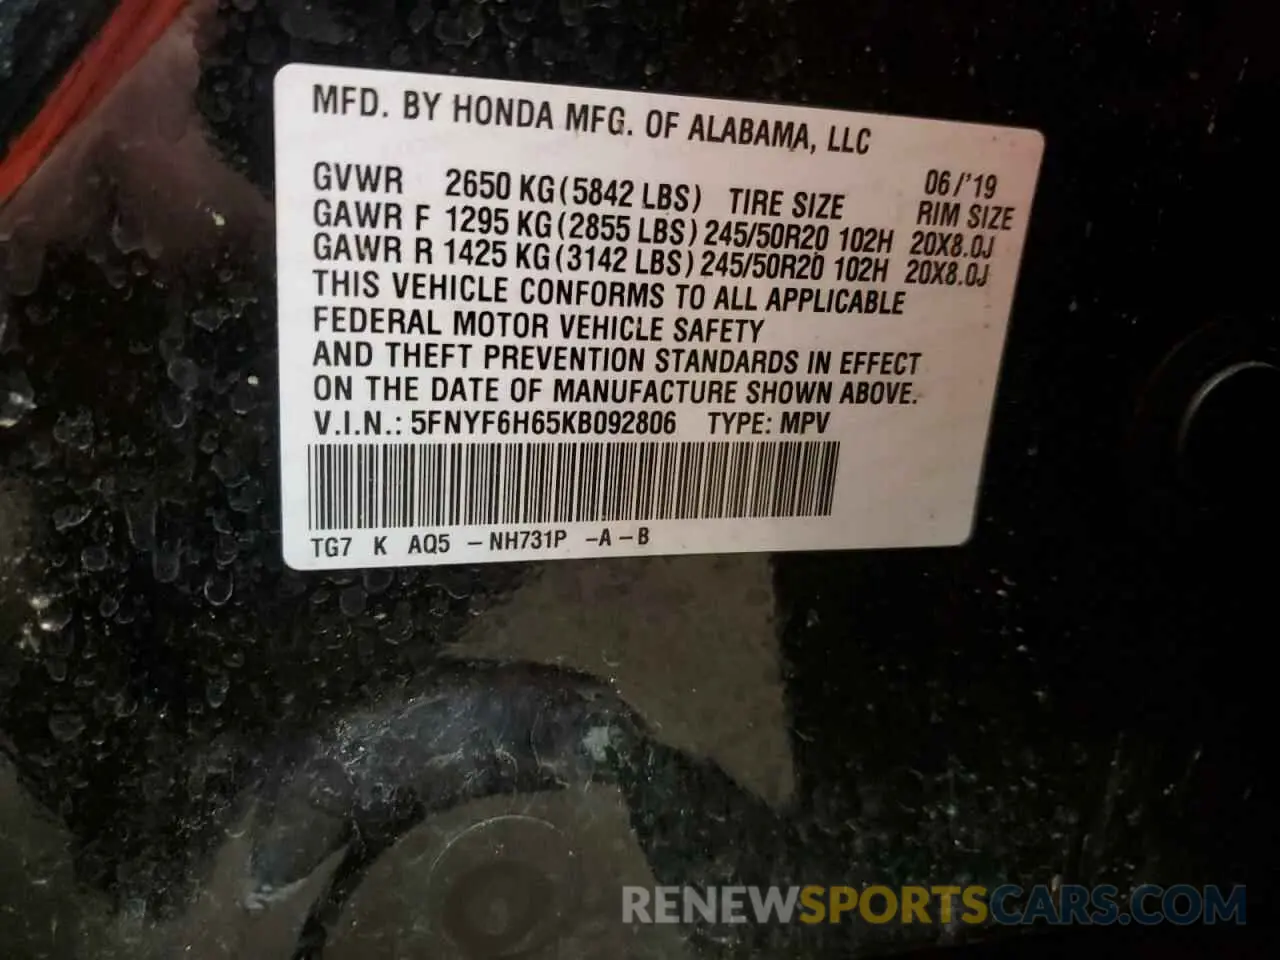 MFD. BY HONDA MFG. OF ALABAMA, LLC
06/'19
GVWR 2650 KG(5842 LBS) TIRE SIZE RIM SIZE
GAWR F 1295 KG(2855 LBS) 245/50R20 102H 20X8.0J
GAWR R 1425 KG(3142 LBS) 245/50R20 102H 20X8.0J
THIS VEHICLE CONFORMS TO ALL APPLICABLE
FEDERAL MOTOR VEHICLE SAFETY
AND THEFT PREVENTION STANDARDS IN EFFECT
ON THE DATE OF MANUFACTURE SHOWN ABOVE.
V.I.N.: 5FNYF6H65KB092806 TYPE: MPV
TG7 K AQ5 -NH731P -A-B
RENEWSPORTSCARS.COM